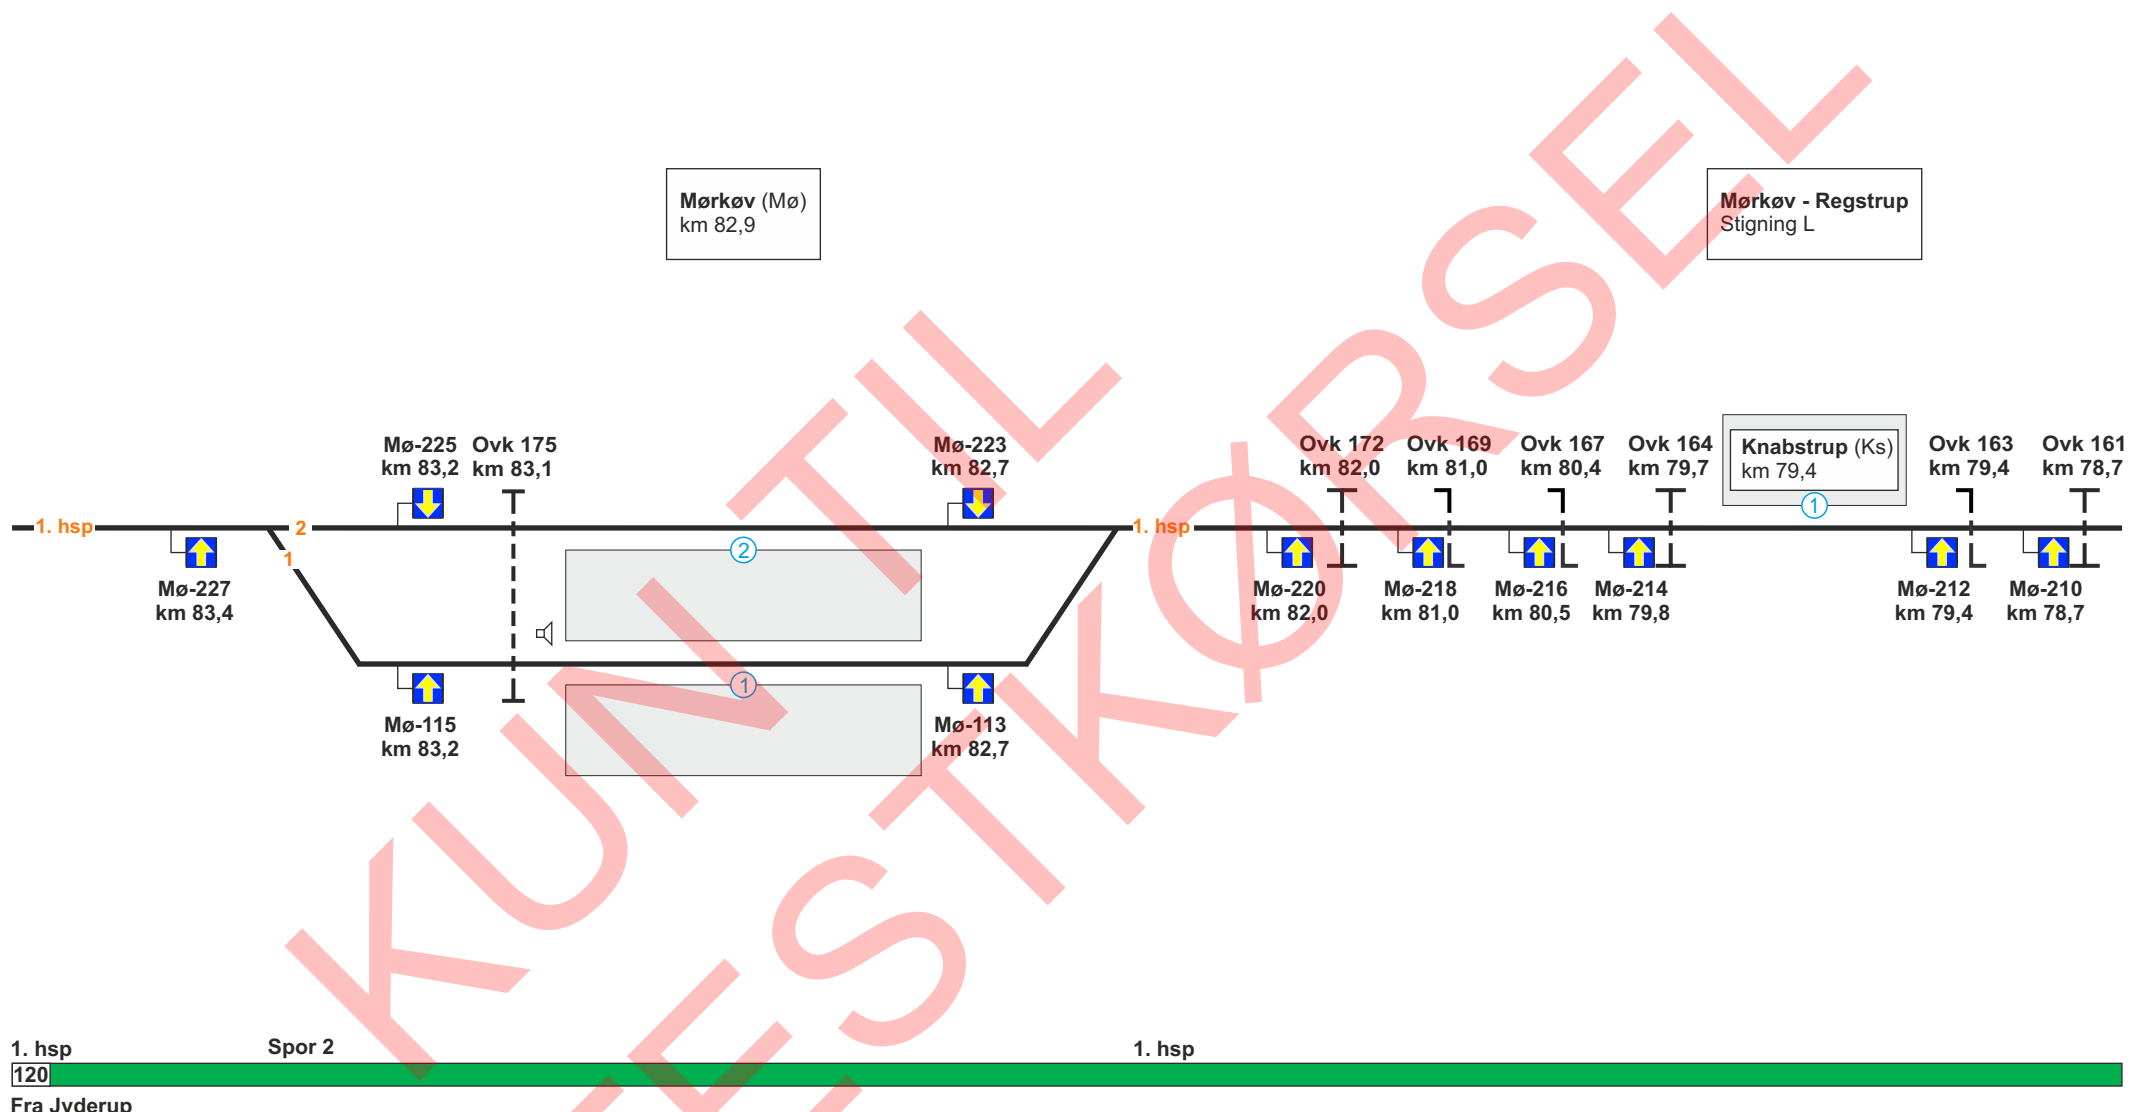 Mørkøv (Mø)
km 82,9
Mørkøv - Regstrup
Stigning L
Mø-225
km 83,2
Ovk 175
km 83,1
Mø-223
km 82,7
Ovk 172
km 82,0
Ovk 169
km 81,0
Ovk 167
km 80,4
Ovk 164
km 79,7
Knabstrup (Ks)
km 79,4
1
Ovk 163
km 79,4
Ovk 161
km 78,7
1. hsp
2
1
1. hsp
2
Mø-227
km 83,4
Mø-220
km 82,0
Mø-218
km 81,0
Mø-216
km 80,5
Mø-214
km 79,8
Mø-212
km 79,4
Mø-210
km 78,7
1
Mø-115
km 83,2
Mø-113
km 82,7
KUN TIL
ESTKØRSEL
1. hsp
Spor 2
1. hsp
120
Fra Jyderup